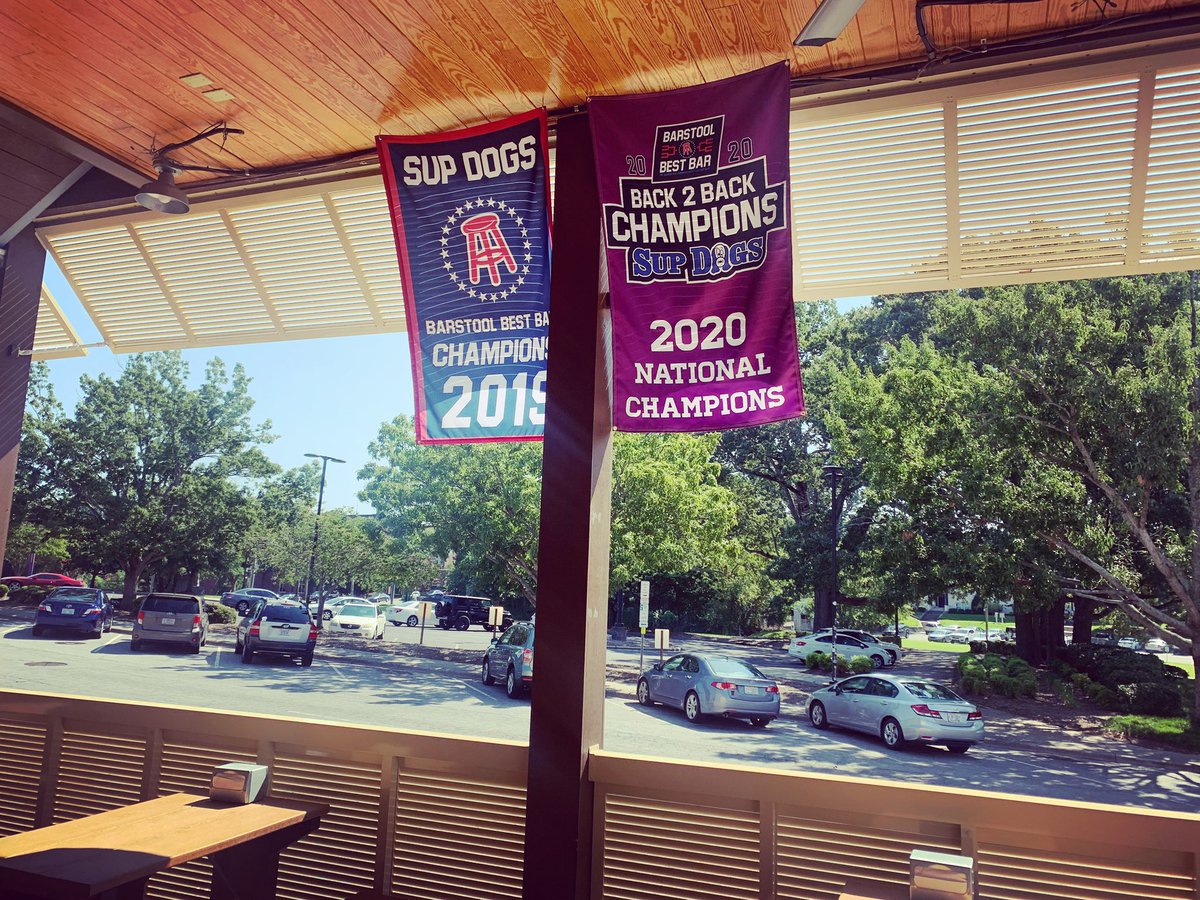 SUP DOGS
BARSTOOL BEST BA
CHAMPIONS
2019
20 20
BARSTOOL
BEST BAR
BACK 2 BACK
CHAMPIONS
SUP DOGS
2020
NATIONAL
CHAMPIONS